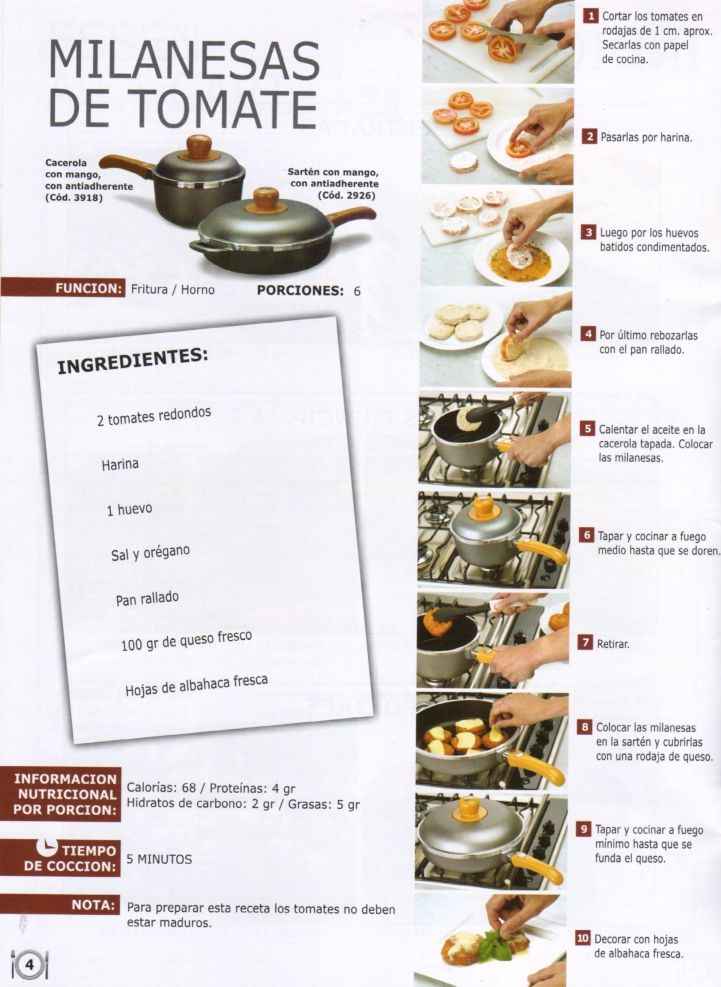 MILANESAS
DE TOMATE
Cacerola
con mango,
con antiadherente
(Cód. 3918)
Sartén con mango,
con antiadherente
(Cód. 2926)
FUNCION: Fritura / Horno
PORCIONES: 6
INGREDIENTES:
2 tomates redondos
Harina
1 huevo
Sal y orégano
Pan rallado
100 gr de queso fresco
Hojas de albahaca fresca
INFORMACION
NUTRICIONAL
POR PORCION:
Calorías: 68 / Proteínas: 4 gr
Hidratos de carbono: 2 gr / Grasas: 5 gr
TIEMPO
DE COCCION:
5 MINUTOS
NOTA:
Para preparar esta receta los tomates no deben
estar maduros.
4
1 Cortar los tomates en
rodajas de 1 cm. aprox.
Secarlas con papel
de cocina.
2 Pasarlas por harina.
3 Luego por los huevos
batidos condimentados.
4 Por último rebozarlas
con el pan rallado.
5 Calentar el aceite en la
cacerola tapada. Colocar
las milanesas.
6 Tapar y cocinar a fuego
medio hasta que se doren.
7 Retirar.
8 Colocar las milanesas
en la sartén y cubrirlas
con una rodaja de queso.
9 Tapar y cocinar a fuego
mínimo hasta que se
funda el queso.
10 Decorar con hojas
de albahaca fresca.